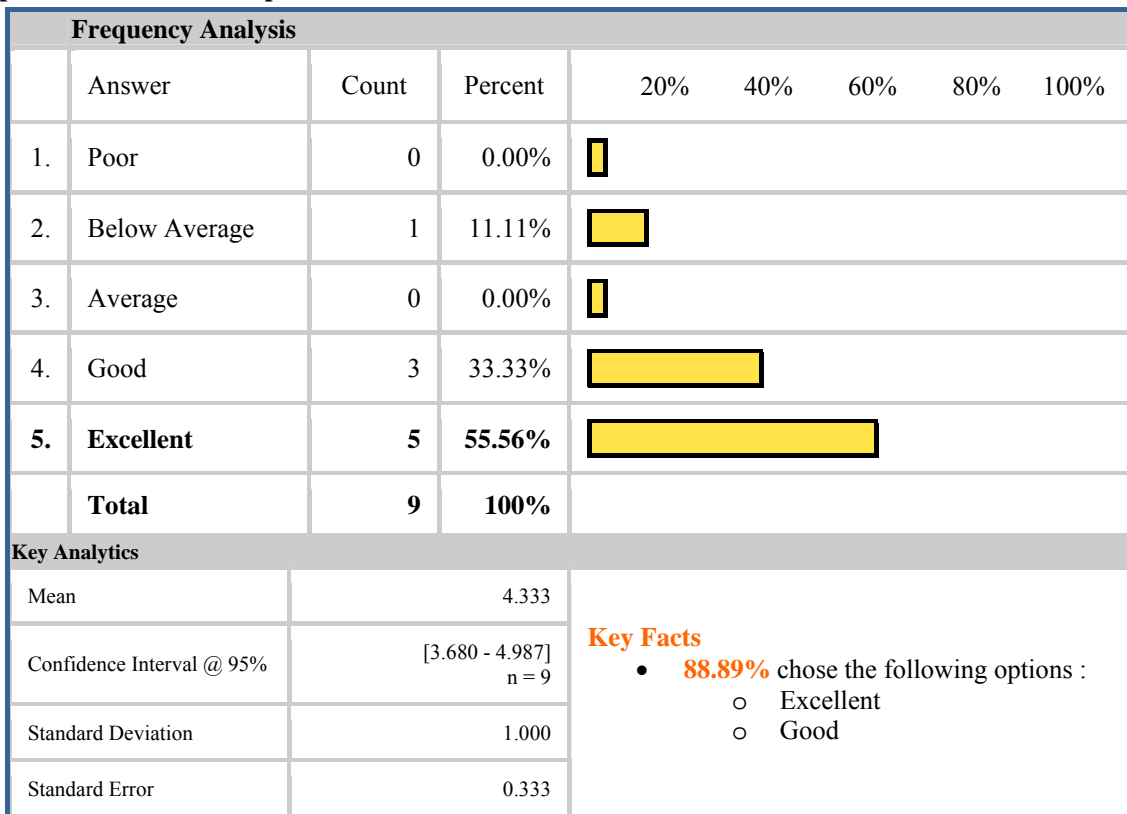 Frequency Analysis
Answer Count Percent 20% 40% 60% 80% 100%
1. Poor 0 0.00%
2. Below Average 1 11.11%
3. Average 0 0.00%
4. Good 3 33.33%
5. Excellent 5 55.56%
Total 9 100%
Key Analytics
Mean 4.333
Confidence Interval @ 95% [3.680 - 4.987]
n = 9
Standard Deviation 1.000
Standard Error 0.333
Key Facts
• 88.89% chose the following options :
o Excellent
o Good